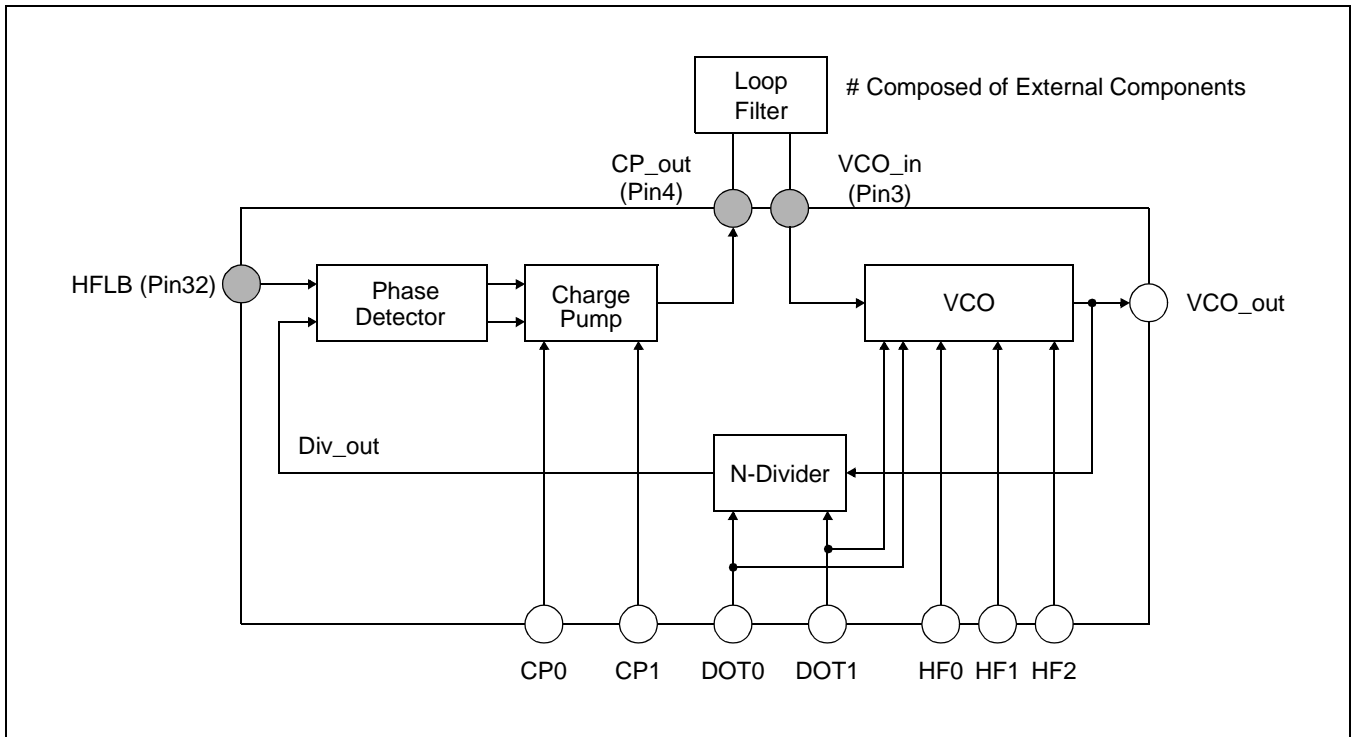 Loop
Filter
# Composed of External Components
CP_out
(Pin4)
VCO_in
(Pin3)
HFLB (Pin32)
Phase
Detector
Charge
Pump
VCO
VCO_out
Div_out
N-Divider
CP0
CP1
DOT0
DOT1
HF0
HF1
HF2